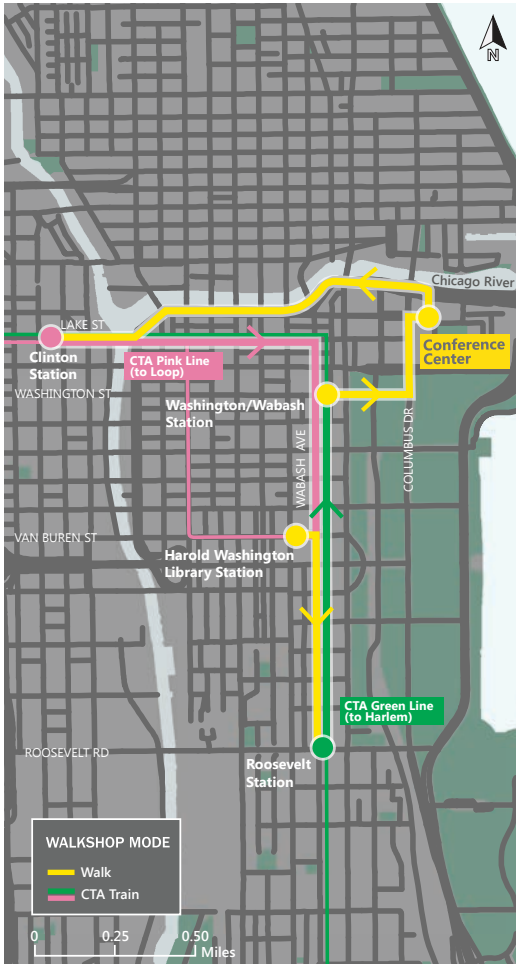 N
Chicago River
LAKE ST
Conference
Center
Clinton
Station
CTA Pink Line
(to Loop)
WASHINGTON ST
Washington/Wabash
Station
WABASH AVE
COLUMBUS DR
VAN BUREN ST
Harold Washington
Library Station
CTA Green Line
(to Harlem)
ROOSEVELT RD
Roosevelt
Station
WALKSHOP MODE
Walk
CTA Train
0 0.25 0.50
Miles